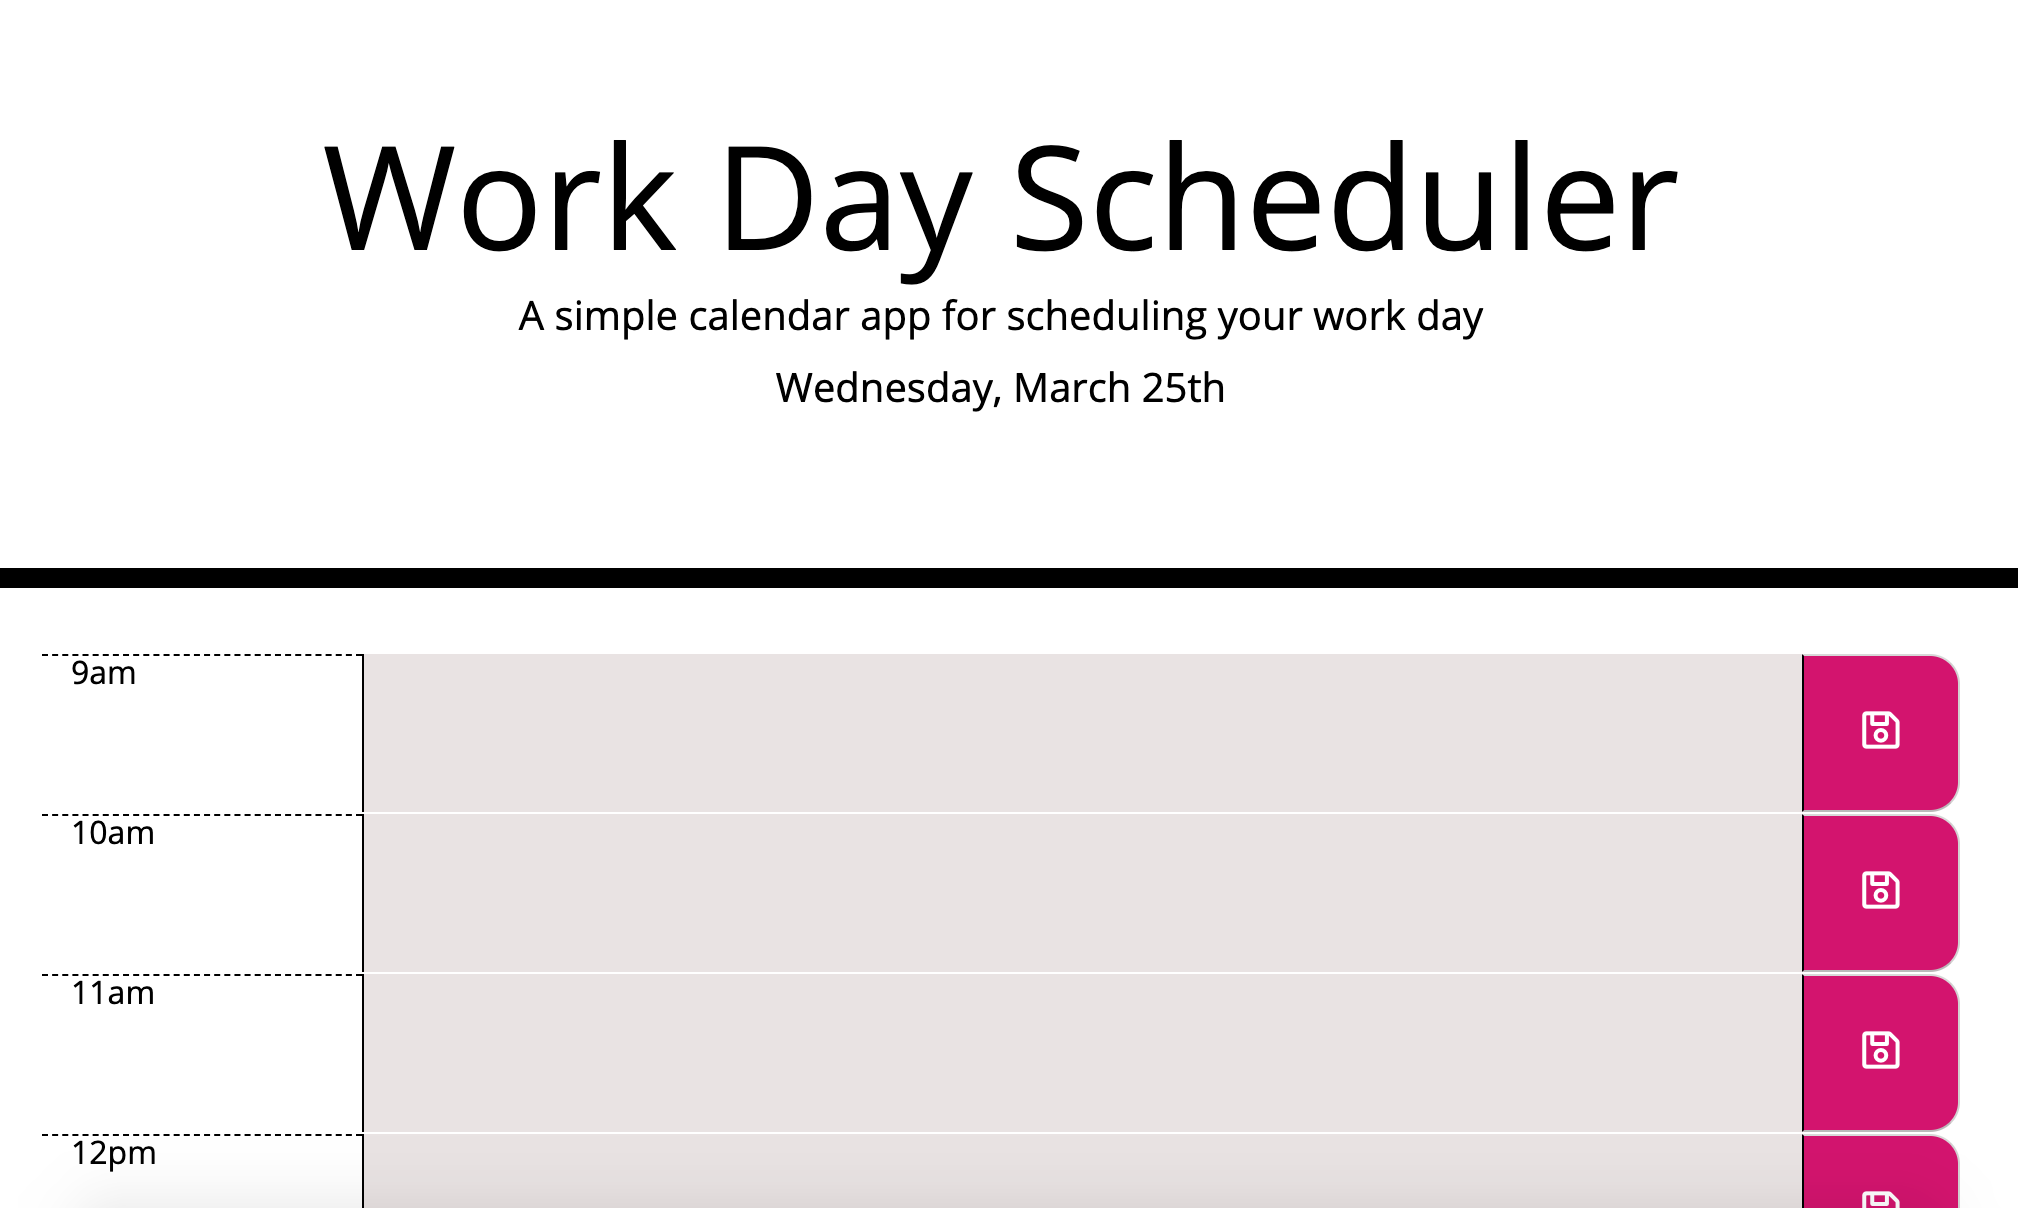 Work Day Scheduler
A simple calendar app for scheduling your work day
Wednesday, March 25th
9am
10am
11am
12pm